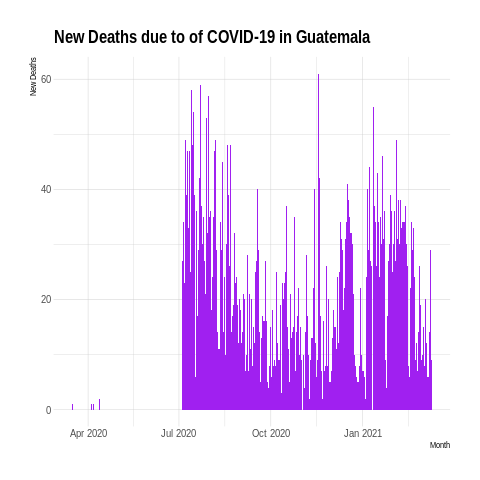 New Deaths due to of COVID-19 in Guatemala
New Deaths
60
40
20
0
Apr 2020
Jul 2020
Oct 2020
Jan 2021
Month